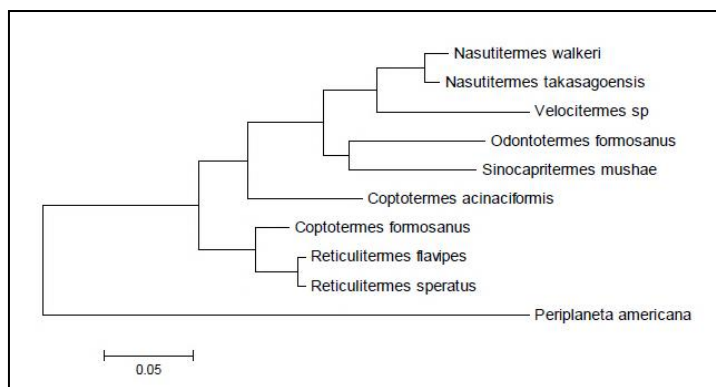 Nasutitermes walkeri
Nasutitermes takasagoensis
Velocitermes sp
Odontotermes formosanus
Sinocapritermes mushae
Coptotermes acinaciformis
Coptotermes formosanus
Reticulitermes flavipes
Reticulitermes speratus
Periplaneta americana
0.05